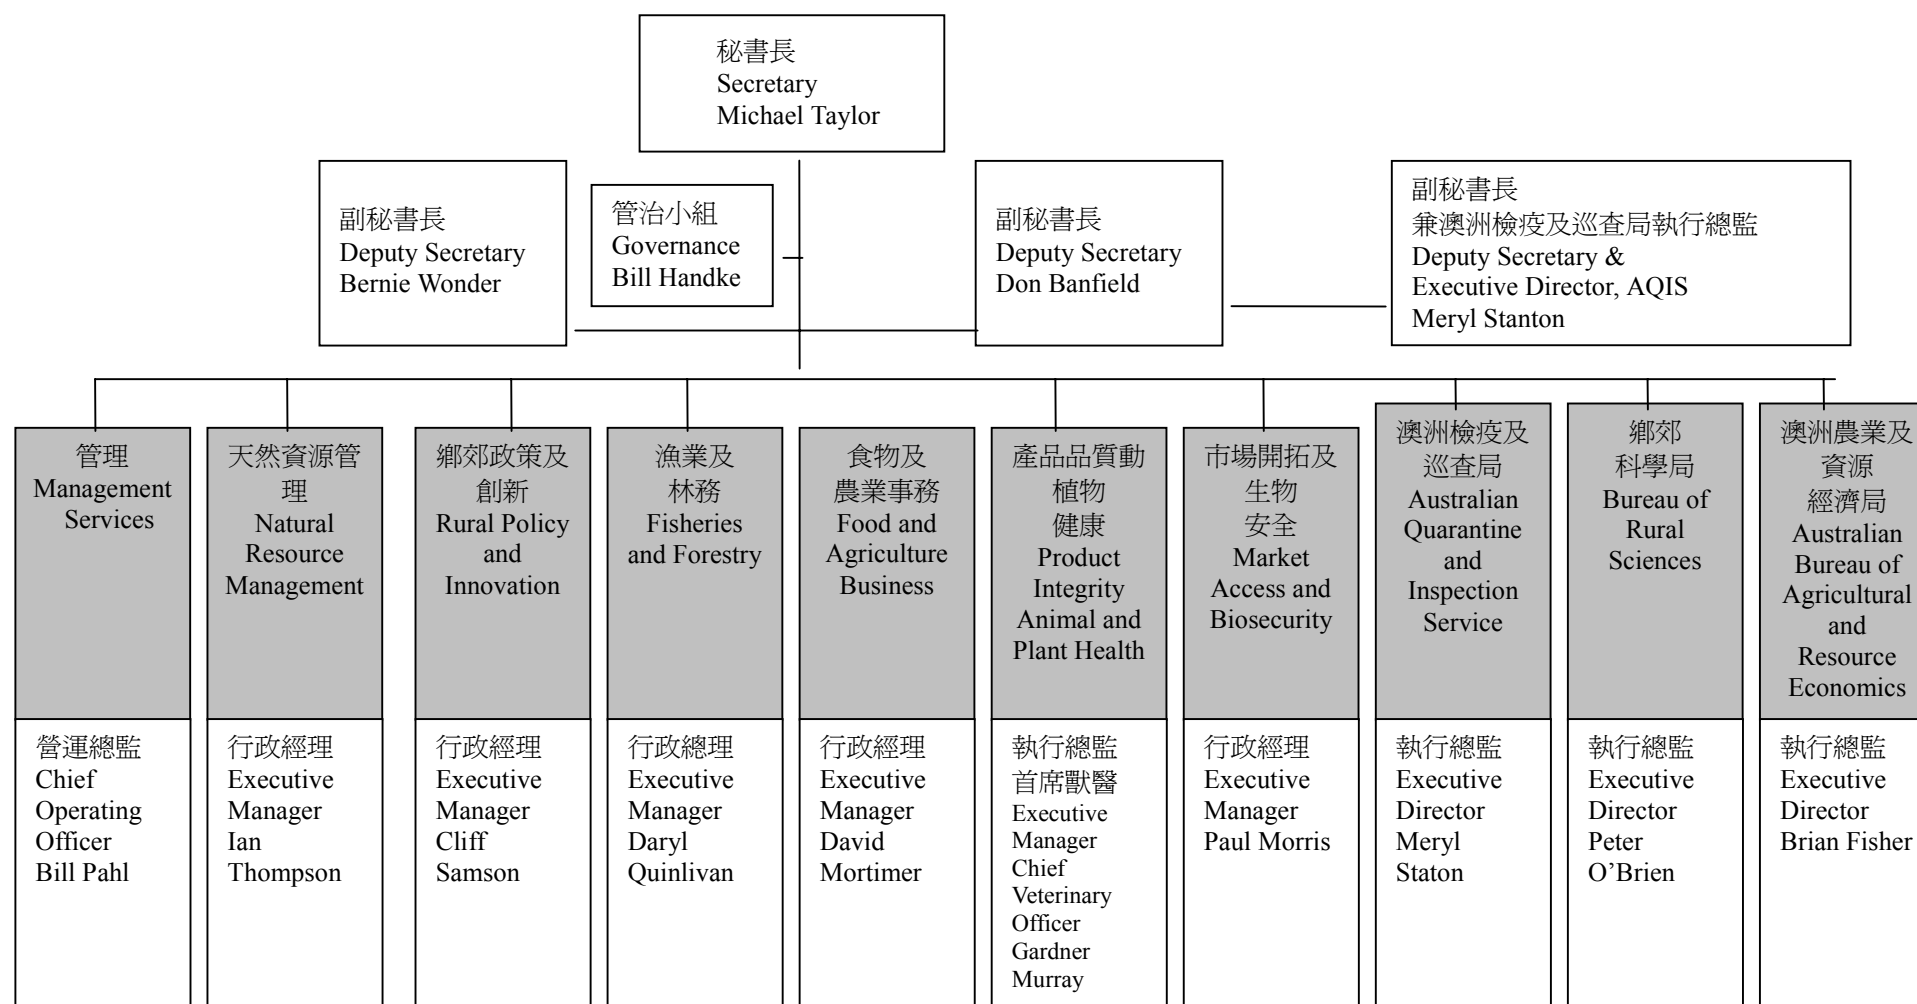 秘書長
Secretary
Michael Taylor
副秘書長
Deputy Secretary
Bernie Wonder
管治小組
Governance
Bill Handke
副秘書長
Deputy Secretary
Don Banfield
副秘書長
兼澳洲檢疫及巡查局執行總監
Deputy Secretary &
Executive Director, AQIS
Meryl Stanton
管理
Management
Services
天然資源管
理
Natural
Resource
Management
鄉郊政策及
創新
Rural Policy
and
Innovation
漁業及
林務
Fisheries
and Forestry
食物及
農業事務
Food and
Agriculture
Business
產品品質動
植物
健康
Product
Integrity
Animal and
Plant Health
市場開拓及
生物
安全
Market
Access and
Biosecurity
澳洲檢疫及
巡查局
Australian
Quarantine
and
Inspection
Service
鄉郊
科學局
Bureau of
Rural
Sciences
澳洲農業及
資源
經濟局
Australian
Bureau of
Agricultural
and
Resource
Economics
營運總監
Chief
Operating
Officer
Bill Pahl
行政經理
Executive
Manager
Ian
Thompson
行政經理
Executive
Manager
Cliff
Samson
行政總理
Executive
Manager
Daryl
Quinlivan
行政經理
Executive
Manager
David
Mortimer
執行總監
首席獸醫
Executive
Manager
Chief
Veterinary
Officer
Gardner
Murray
行政經理
Executive
Manager
Paul Morris
執行總監
Executive
Director
Meryl
Staton
執行總監
Executive
Director
Peter
O’Brien
執行總監
Executive
Director
Brian Fisher